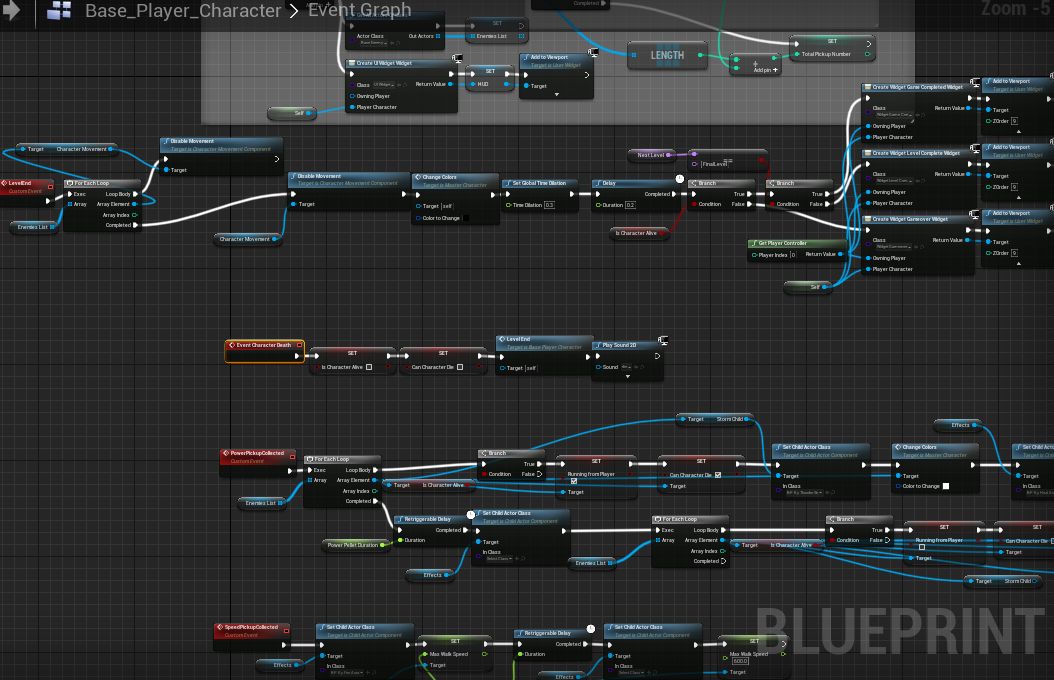 Base_Player_Character > Event Graph
Zoom -5
Completed
Actor Class
Out Actors
SET
Enemies List
SET
Total Pickup Number
LENGTH
Add pin +
Create UI Widget Widget
Class
Return Value
Owning Player
Player Character
SET
HUD
Add to Viewport
Target is User Widget
Target
Self
Create Widget Game Completed Widget
Class
Return Value
Owning Player
Player Character
Add to Viewport
Target is User Widget
Target
ZOrder 0
Target Character Movement
Disable Movement
Target is Character Movement Component
Target
LevelEnd
Custom Event
For Each Loop
Exec
Loop Body
Array
Array Element
Array Index
Completed
Enemies List
Disable Movement
Target is Character Movement Component
Target
Character Movement
Change Colors
Target is Master Character
Target self
Color to Change
Set Global Time Dilation
Time Dilation 0.3
Delay
Completed
Duration 0.2
Is Character Alive
Next Level
FinalLevel
==
Branch
True
Condition
False
Branch
True
Condition
False
Create Widget Level Complete Widget
Class
Return Value
Owning Player
Player Character
Add to Viewport
Target is User Widget
Target
ZOrder 0
Create Widget Gameover Widget
Class
Return Value
Owning Player
Player Character
Add to Viewport
Target is User Widget
Target
ZOrder 0
Get Player Controller
Player Index 0
Return Value
Self
Event Character Death
SET
Is Character Alive
SET
Can Character Die
LevelEnd
Target is Base Player Character
Target self
Play Sound 2D
Sound
PowerPickupCollected
Custom Event
For Each Loop
Exec
Loop Body
Array
Array Element
Array Index
Completed
Enemies List
Target Is Character Alive
Branch
True
Condition
False
SET
Running from Player
Target
SET
Can Character Die
Target
Target Storm Child
Set Child Actor Class
Target is Child Actor Component
Target
In Class
Effects
Change Colors
Target is Master Character
Target
Color to Change
Set Child Actor
Target is Child Actor
Target
In Class
Retriggerable Delay
Completed
Duration
Power Pellet Duration
Set Child Actor Class
Target is Child Actor Component
Target
In Class
Select Class
Effects
For Each Loop
Exec
Loop Body
Array
Array Element
Array Index
Completed
Enemies List
Target Is Character Alive
Branch
True
Condition
False
SET
Running from Player
Target
SET
Can Character Die
Target
Target Storm Child
SpeedPickupCollected
Custom Event
Set Child Actor Class
Target is Child Actor Component
Target
In Class
Effects
SET
Max Walk Speed
Target
Retriggerable Delay
Completed
Duration
Effects
Set Child Actor Class
Target is Child Actor Component
Target
In Class
Select Class
SET
Max Walk Speed
600.0
Target
BLUEPRINT